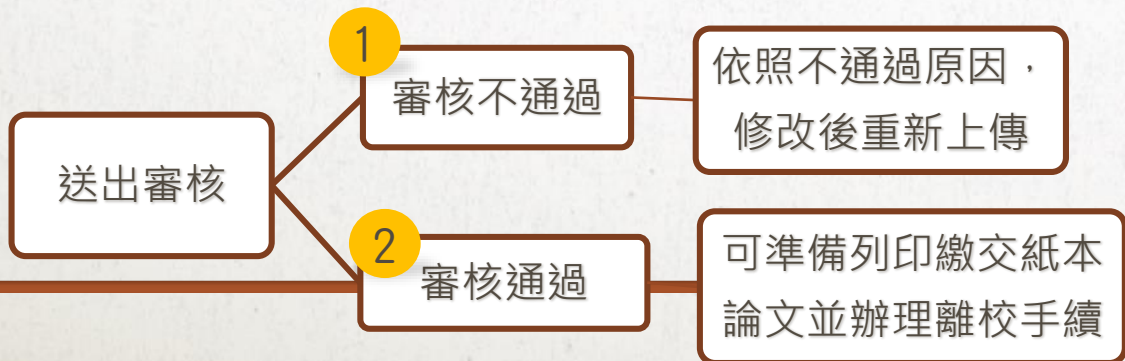 送出審核
1
審核不通過
依照不通過原因，
修改後重新上傳
2
審核通過
可準備列印繳交紙本
論文並辦理離校手續